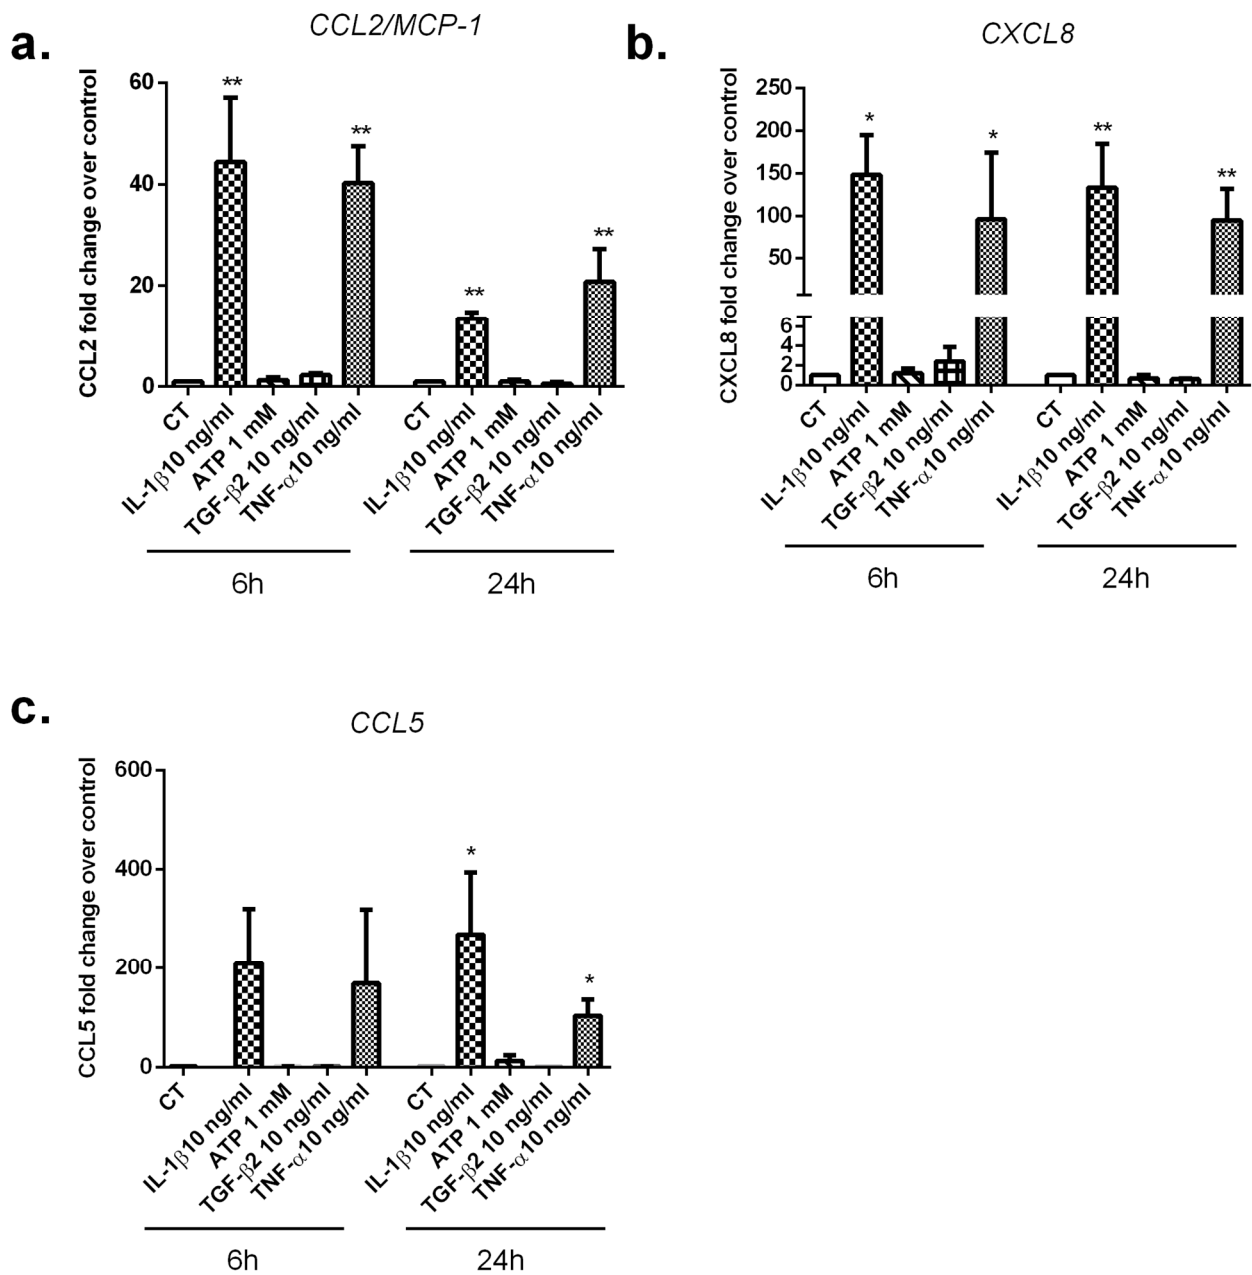 a.
CCL2/MCP-1
CCL2 fold change over control
60
40
20
0
**
**
**
**
CT
IL-1β10 ng/ml
ATP 1 mM
TGF-β2 10 ng/ml
TNF-α10 ng/ml
CT
IL-1β10 ng/ml
ATP 1 mM
TGF-β2 10 ng/ml
TNF-α10 ng/ml
6h
24h
b.
CXCL8
CXCL8 fold change over control
250
200
150
100
50
6
4
2
0
*
*
**
**
CT
IL-1β10 ng/ml
ATP 1 mM
TGF-β2 10 ng/ml
TNF-α10 ng/ml
CT
IL-1β10 ng/ml
ATP 1 mM
TGF-β2 10 ng/ml
TNF-α10 ng/ml
6h
24h
c.
CCL5
CCL5 fold change over control
600
400
200
0
*
*
CT
IL-1β10 ng/ml
ATP 1 mM
TGF-β2 10 ng/ml
TNF-α10 ng/ml
CT
IL-1β10 ng/ml
ATP 1 mM
TGF-β2 10 ng/ml
TNF-α10 ng/ml
6h
24h